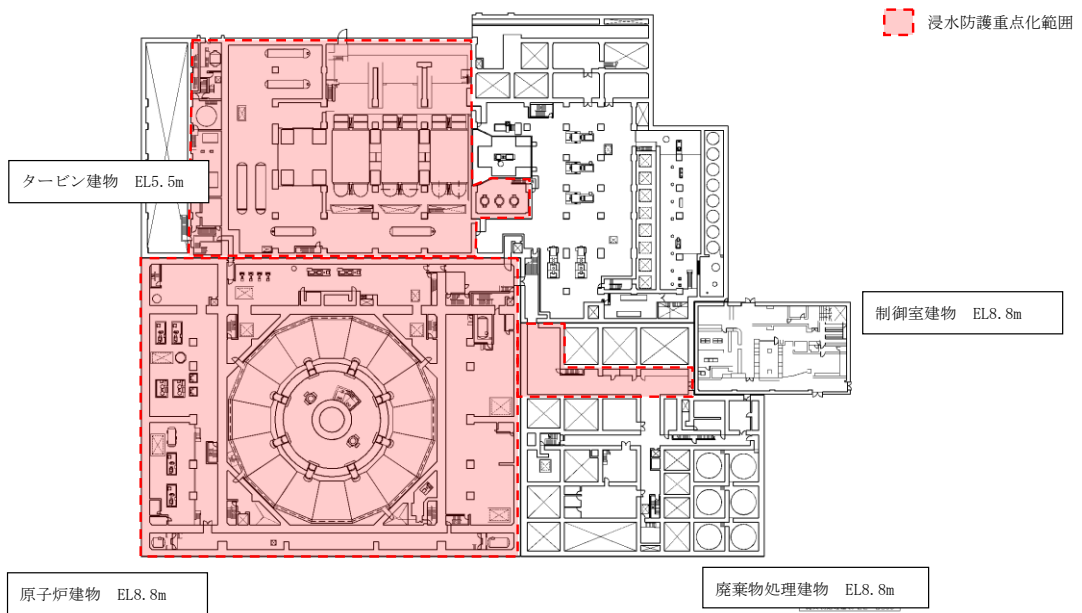 浸水防護重点化範囲
タービン建物 EL5.5m
制御室建物 EL8.8m
原子炉建物 EL8.8m
廃棄物処理建物 EL8.8m